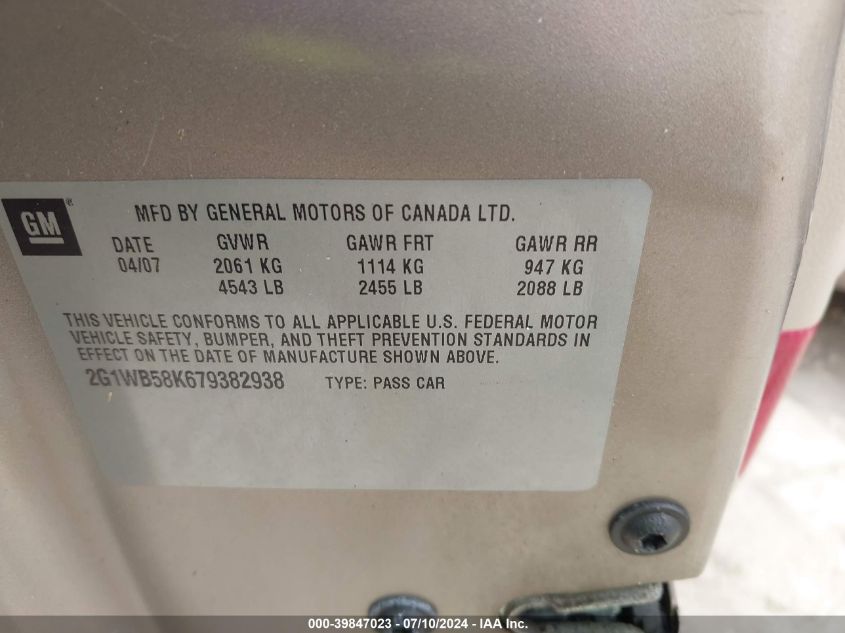 GM®
MFD BY GENERAL MOTORS OF CANADA LTD.
DATE GVWR GAWR FRT GAWR RR
04/07 2061 KG 1114 KG 947 KG
4543 LB 2455 LB 2088 LB
THIS VEHICLE CONFORMS TO ALL APPLICABLE U.S. FEDERAL MOTOR
VEHICLE SAFETY, BUMPER, AND THEFT PREVENTION STANDARDS IN
EFFECT ON THE DATE OF MANUFACTURE SHOWN ABOVE.
2G1WB58K679382938 TYPE: PASS CAR
000-39847023 - 07/10/2024 - IAA Inc.